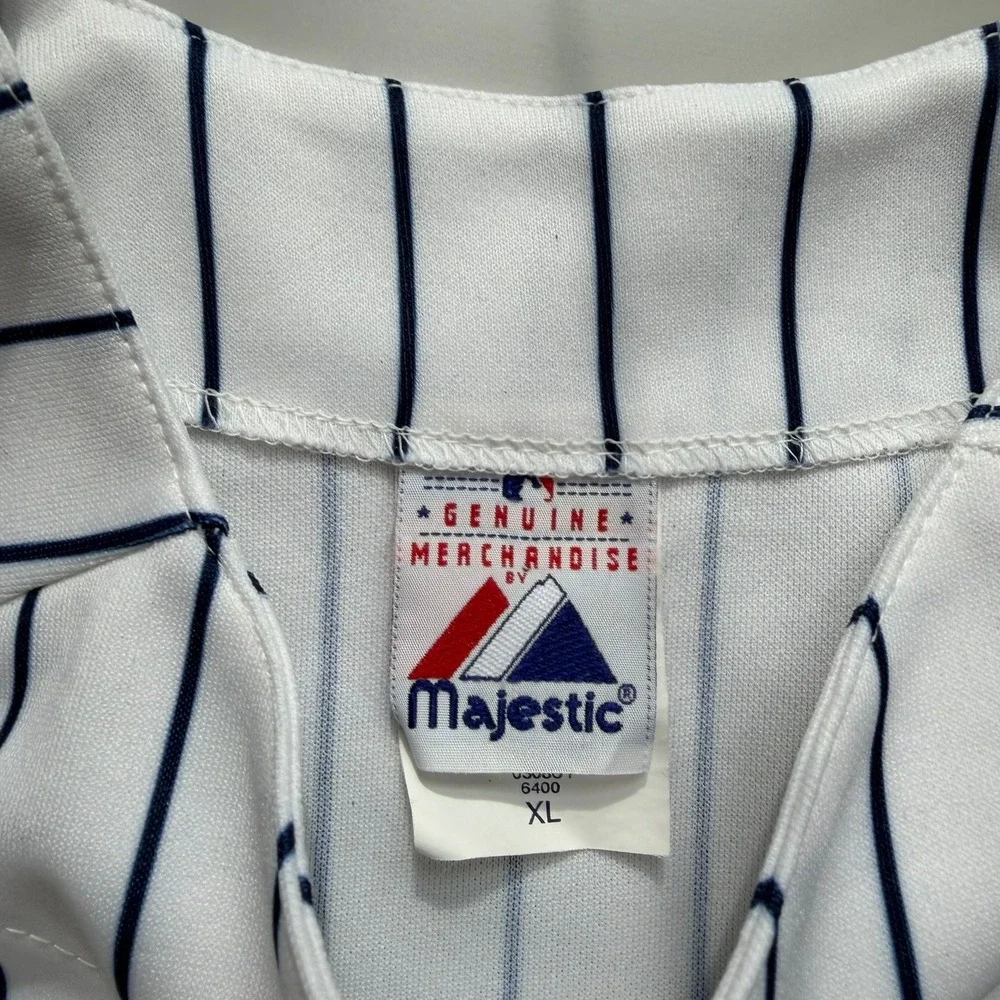 * GENUINE *
MERCHANDISE
BY
Majestic®
6400
XL